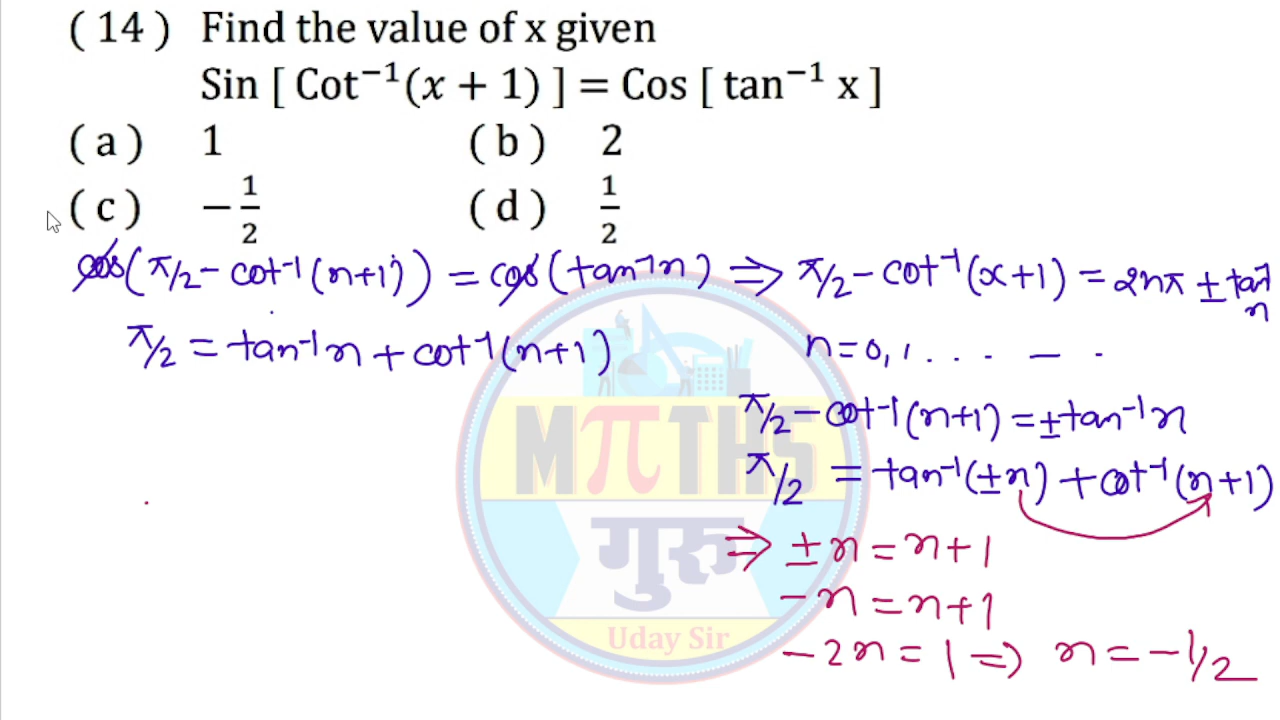 ( 14 ) Find the value of x given
Sin [ Cot⁻¹(x + 1) ] = Cos [ tan⁻¹ x ]
( a ) 1 ( b ) 2
( c ) −1/2 ( d ) 1/2
cos(π/2 − cot⁻¹(x+1)) = cos(tan⁻¹x) ⇒ π/2 − cot⁻¹(x+1) = 2nπ ± tan⁻¹x
π/2 = tan⁻¹x + cot⁻¹(x+1)
n = 0, 1 . . . . − .
π/2 − cot⁻¹(x+1) = ± tan⁻¹x
π/2 = tan⁻¹(±x) + cot⁻¹(x+1)
⇒ ±x = x+1
−x = x+1
−2x = 1 ⇒ x = −1/2
MπTHS
गुरु
Uday Sir